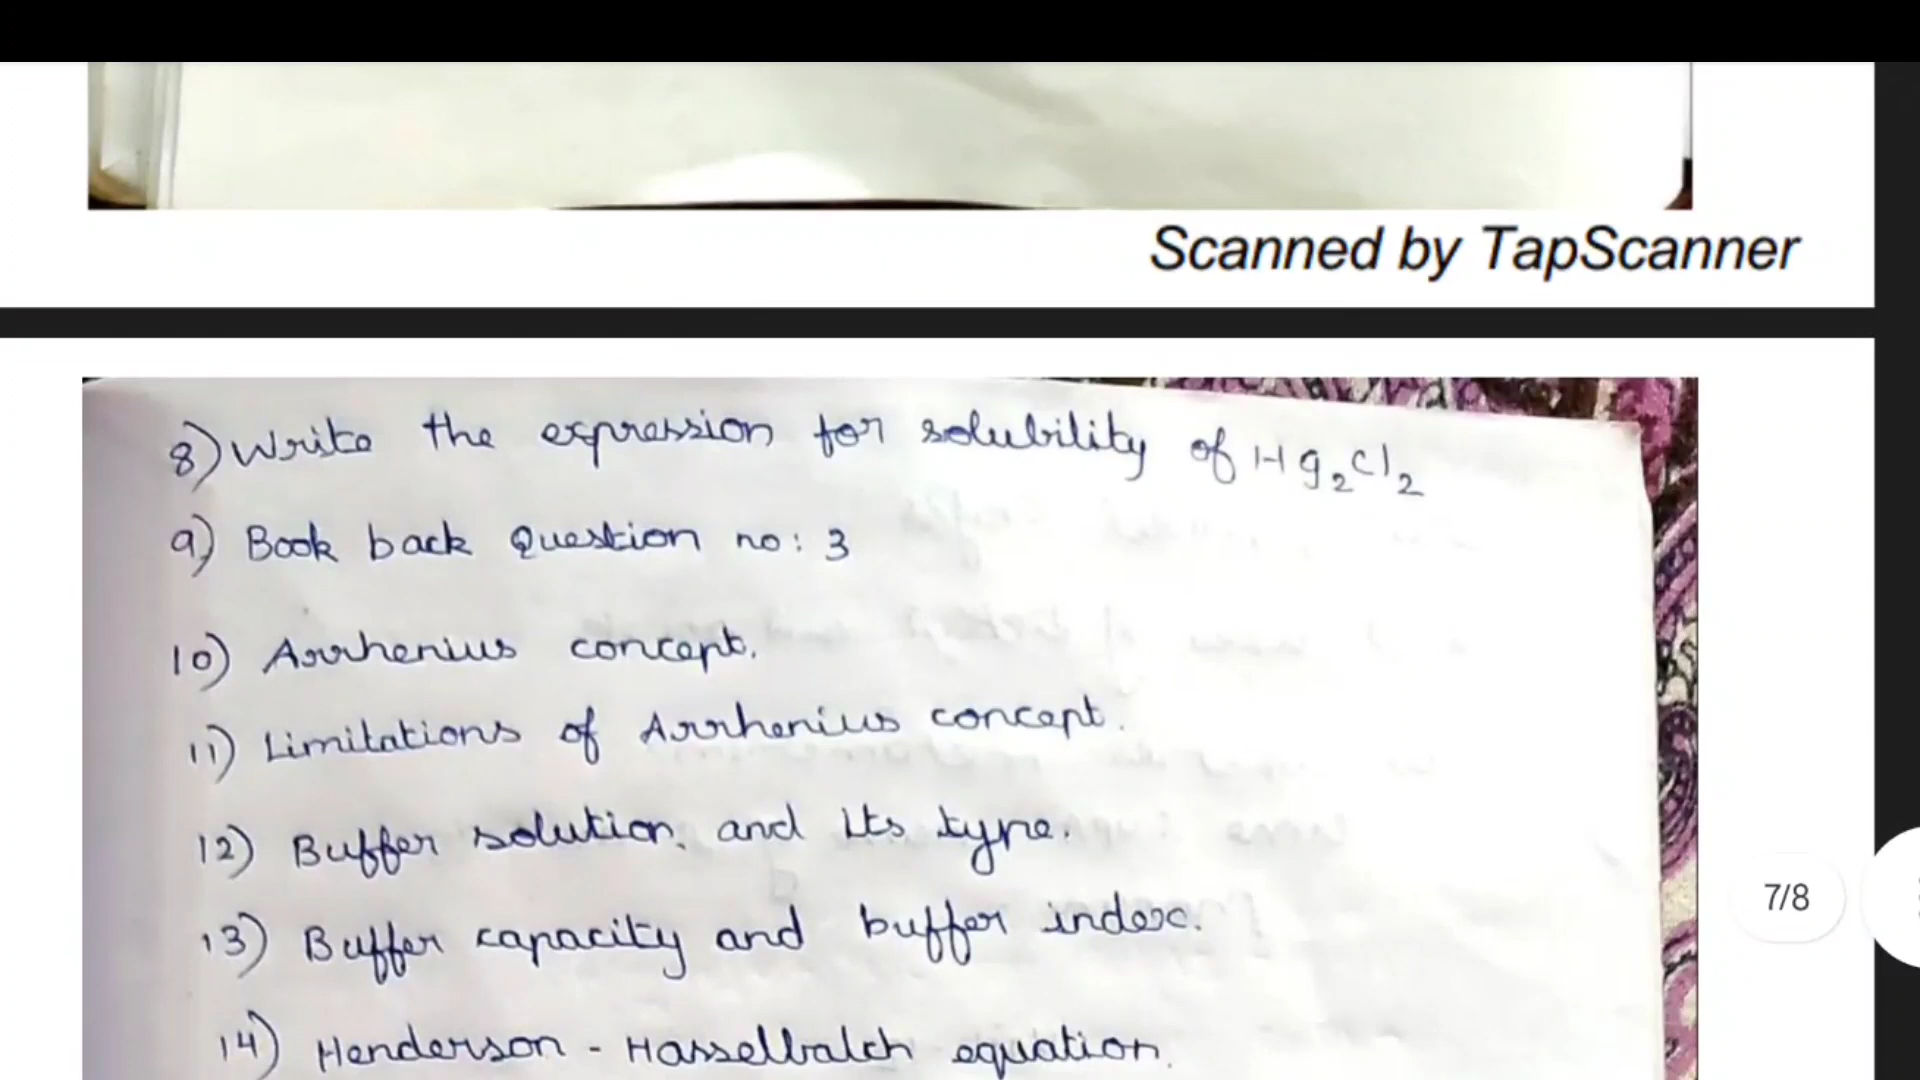 Scanned by TapScanner
8) Write the expression for solubility of Hg₂Cl₂
9) Book back Question no: 3
10) Arrhenius concept.
11) Limitations of Arrhenius concept.
12) Buffer solution and its type.
13) Buffer capacity and buffer index.
7/8
14) Henderson - Hasselbalch equation.